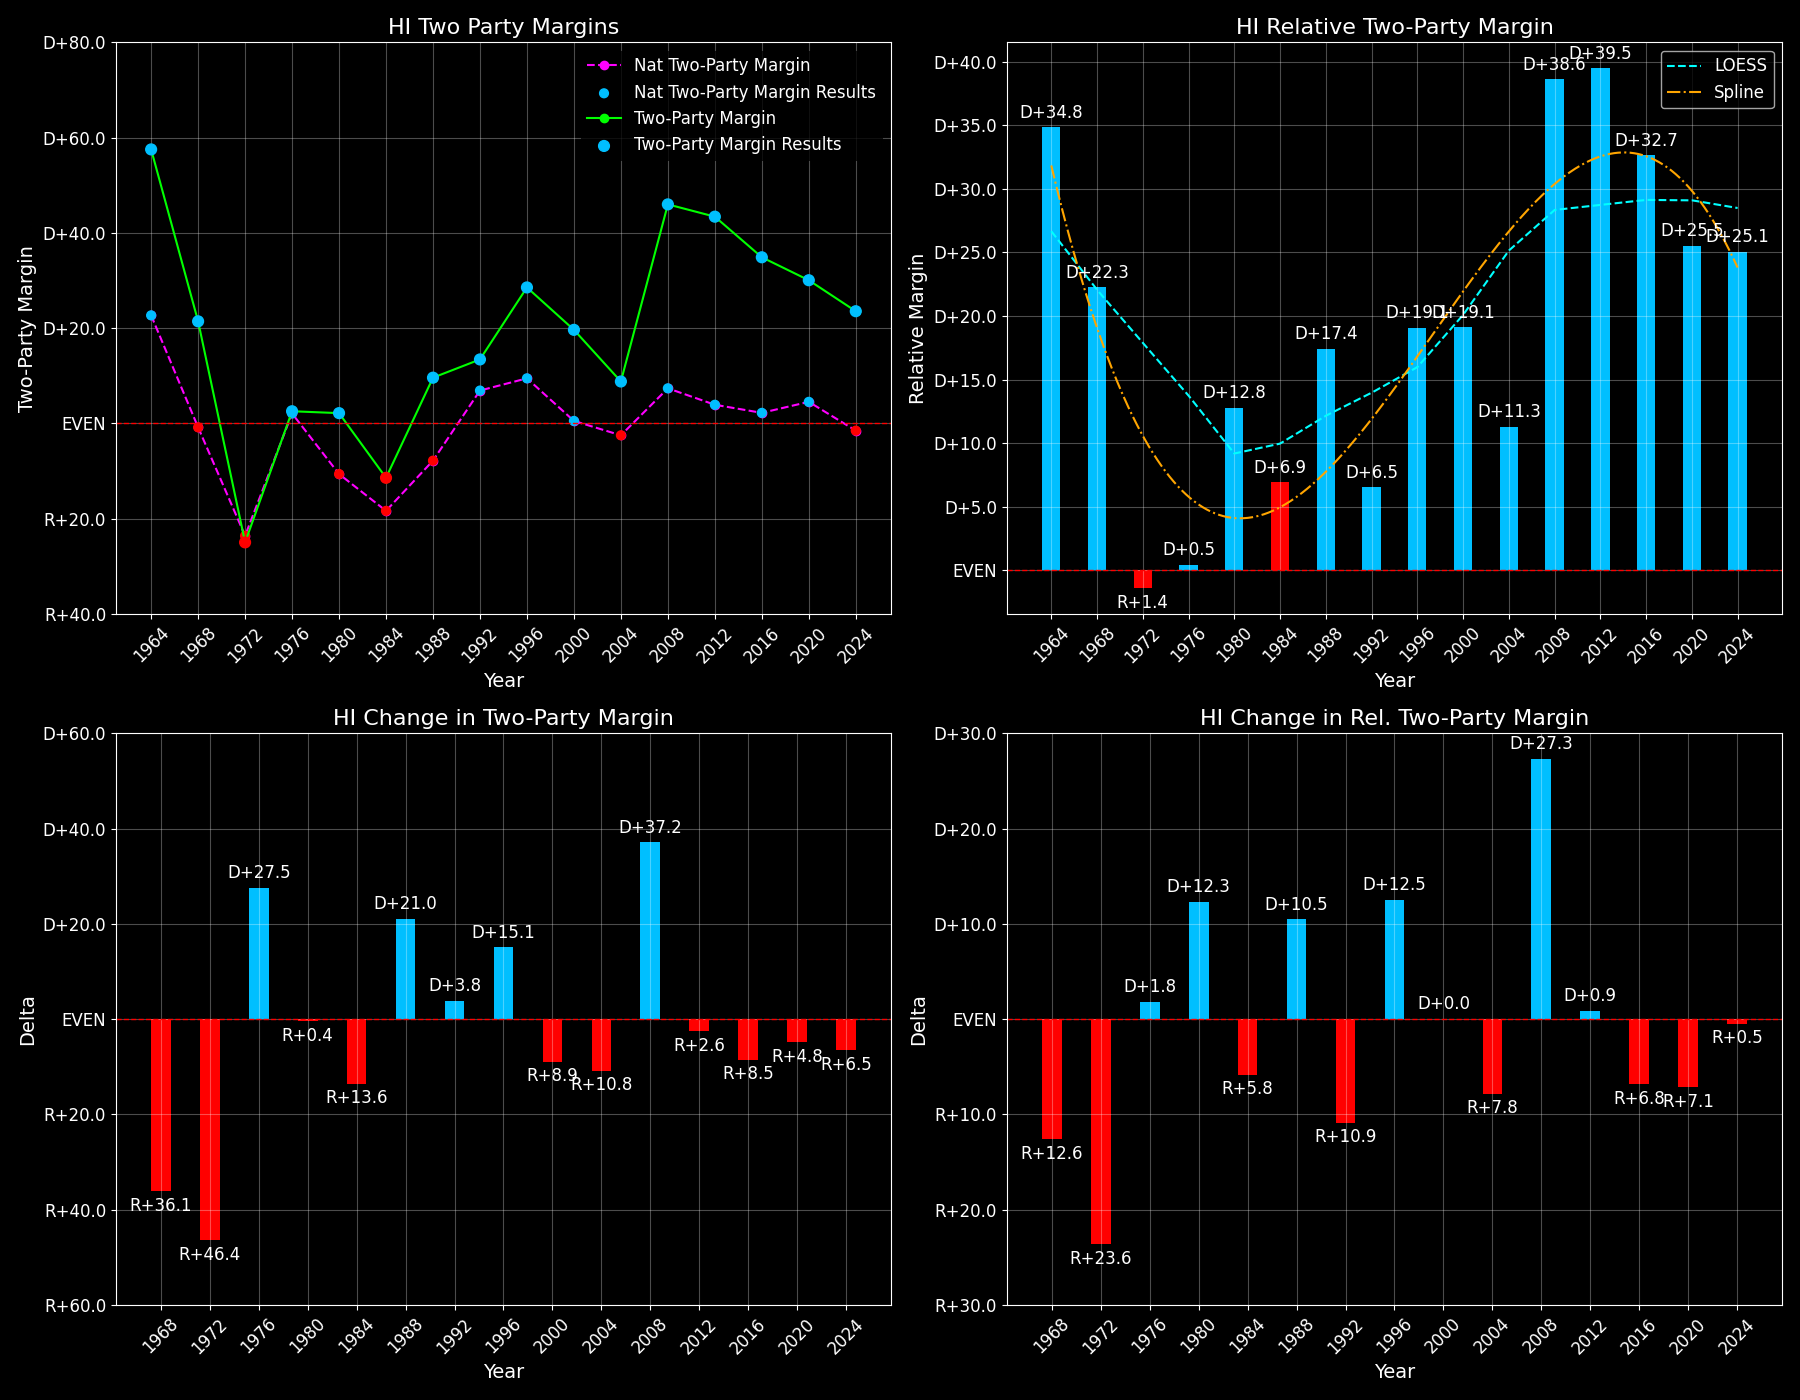 HI Two Party Margins
D+80.0
D+60.0
D+40.0
D+20.0
EVEN
R+20.0
R+40.0
Two-Party Margin
Nat Two-Party Margin
Nat Two-Party Margin Results
Two-Party Margin
Two-Party Margin Results
1964
1968
1972
1976
1980
1984
1988
1992
1996
2000
2004
2008
2012
2016
2020
2024
Year
HI Relative Two-Party Margin
D+40.0
D+35.0
D+30.0
D+25.0
D+20.0
D+15.0
D+10.0
D+5.0
EVEN
Relative Margin
LOESS
Spline
D+34.8
D+22.3
R+1.4
D+0.5
D+12.8
D+6.9
D+17.4
D+6.5
D+19.1
D+19.1
D+11.3
D+38.6
D+39.5
D+32.7
D+25.5
D+25.1
1964
1968
1972
1976
1980
1984
1988
1992
1996
2000
2004
2008
2012
2016
2020
2024
Year
HI Change in Two-Party Margin
D+60.0
D+40.0
D+20.0
EVEN
R+20.0
R+40.0
R+60.0
Delta
R+36.1
R+46.4
D+27.5
R+0.4
R+13.6
D+21.0
D+3.8
D+15.1
R+8.9
R+10.8
D+37.2
R+2.6
R+8.5
R+4.8
R+6.5
1968
1972
1976
1980
1984
1988
1992
1996
2000
2004
2008
2012
2016
2020
2024
Year
HI Change in Rel. Two-Party Margin
D+30.0
D+20.0
D+10.0
EVEN
R+10.0
R+20.0
R+30.0
Delta
R+12.6
R+23.6
D+1.8
D+12.3
R+5.8
D+10.5
R+10.9
D+12.5
D+0.0
R+7.8
D+27.3
D+0.9
R+6.8
R+7.1
R+0.5
1968
1972
1976
1980
1984
1988
1992
1996
2000
2004
2008
2012
2016
2020
2024
Year